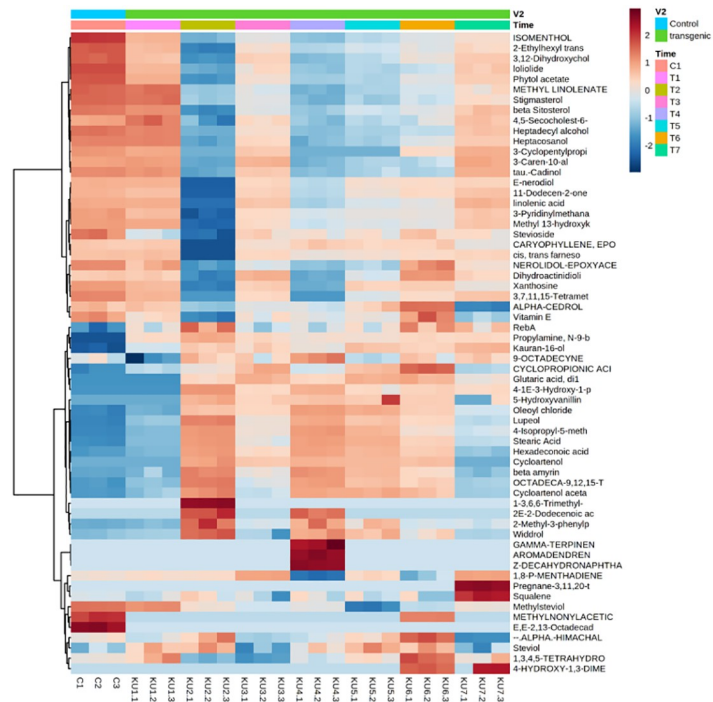 V2
Time
ISOMENTHOL
2-Ethylhexyl trans
3,12-Dihydroxychol
loliolide
Phytol acetate
METHYL LINOLENATE
Stigmasterol
beta Sitosterol
4,5-Secocholest-6-
Heptadecyl alcohol
Heptacosanol
3-Cyclopentylpropi
3-Caren-10-al
tau.-Cadinol
E-nerodiol
11-Dodecen-2-one
linolenic acid
3-Pyridinylmethana
Methyl 13-hydroxyk
Stevioside
CARYOPHYLLENE, EPO
cis, trans farneso
NEROLIDOL-EPOXYACE
Dihydroactinidioli
Xanthosine
3,7,11,15-Tetramet
ALPHA-CEDROL
Vitamin E
RebA
Propylamine, N-9-b
Kauran-16-ol
9-OCTADECYNE
CYCLOPROPIONIC ACI
Glutaric acid, di1
4-1E-3-Hydroxy-1-p
5-Hydroxyvanillin
Oleoyl chloride
Lupeol
4-Isopropyl-5-meth
Stearic Acid
Hexadeconoic acid
Cycloartenol
beta amyrin
OCTADECA-9,12,15-T
Cycloartenol aceta
1-3,6,6-Trimethyl-
2E-2-Dodecenoic ac
2-Methyl-3-phenylp
Widdrol
GAMMA-TERPINEN
AROMADENDREN
Z-DECAHYDRONAPHTHA
1,8-P-MENTHADIENE
Pregnane-3,11,20-t
Squalene
Methylsteviol
METHYLNONYLACETIC
E,E-2,13-Octadecad
--.ALPHA.-HIMACHAL
Steviol
1,3,4,5-TETRAHYDRO
4-HYDROXY-1,3-DIME
C1
C2
C3
KU1.1
KU1.2
KU1.3
KU2.1
KU2.2
KU2.3
KU3.1
KU3.2
KU3.3
KU4.1
KU4.2
KU4.3
KU5.1
KU5.2
KU5.3
KU6.1
KU6.2
KU6.3
KU7.1
KU7.2
KU7.3
2
1
0
-1
-2
V2
Control
transgenic
Time
C1
T1
T2
T3
T4
T5
T6
T7